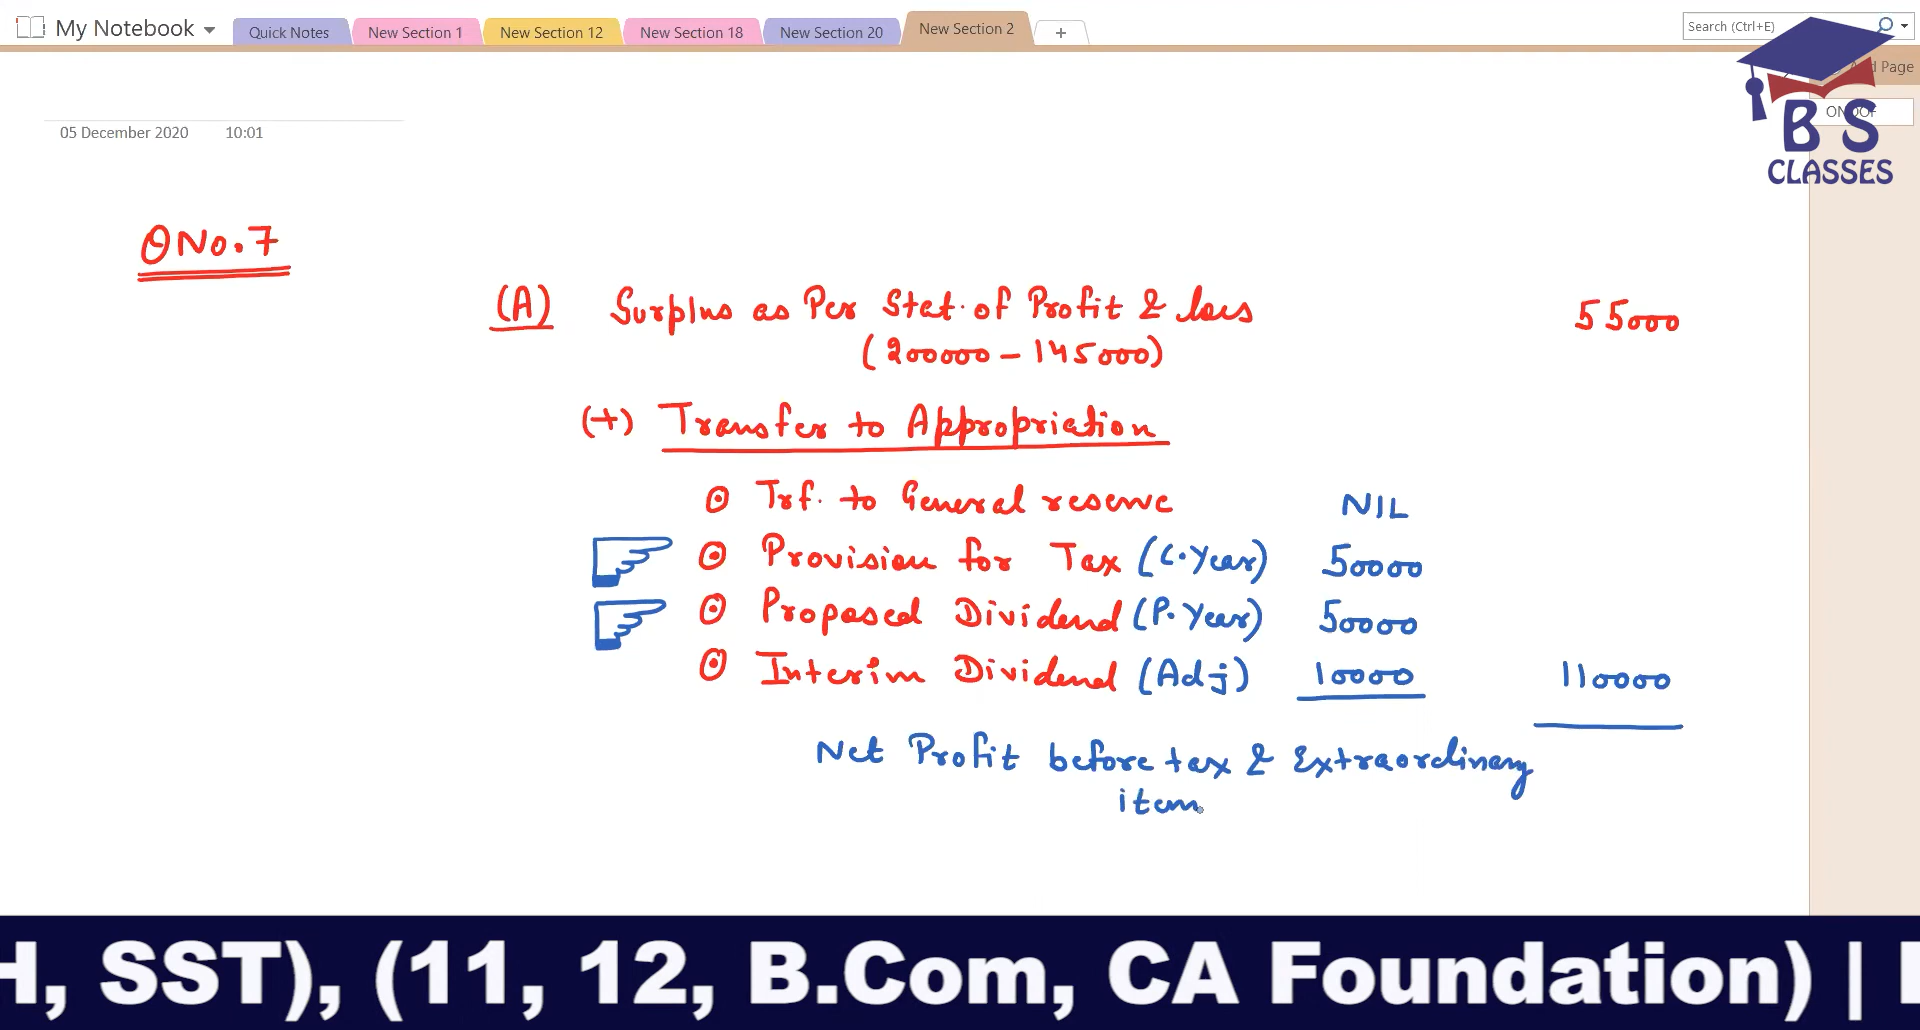 My Notebook
Quick Notes
New Section 1
New Section 12
New Section 18
New Section 20
New Section 2
+
Search (Ctrl+E)
Page
B S
CLASSES
05 December 2020 10:01
QNo.7
(A) Surplus as Per Stat. of Profit & loss 55000
(200000 - 145000)
(+) Transfer to Appropriation
Trf. to General reserve NIL
Provision for Tax (C.Year) 50000
Proposed Dividend (P.Year) 50000
Interim Dividend (Adj) 10000 110000
Net Profit before tax & Extraordinary
item
H, SST), (11, 12, B.Com, CA Foundation) |